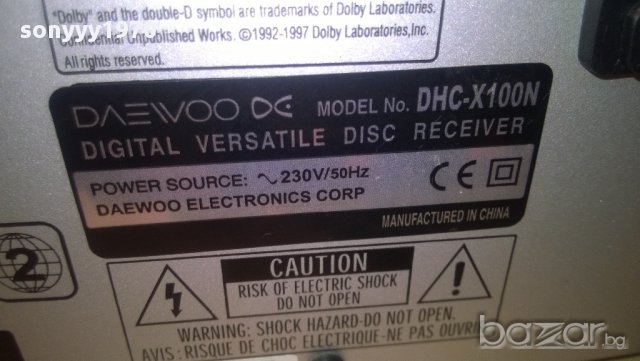 "Dolby" and the double-D symbol are trademarks of Dolby Laboratories.
Confidential Unpublished Works. ©1992-1997 Dolby Laboratories,Inc.
All rights reserved.
sonyyy1973
DAEWOO DE MODEL No. DHC-X100N
DIGITAL VERSATILE DISC RECEIVER
POWER SOURCE: ∿230V/50Hz
DAEWOO ELECTRONICS CORP
CE
MANUFACTURED IN CHINA
2
CAUTION
RISK OF ELECTRIC SHOCK
DO NOT OPEN
WARNING: SHOCK HAZARD-DO NOT OPEN.
AVIS: RISQUE DE CHOC ELECTRIQUE-NE PAS OUVRIR
bazar.bg